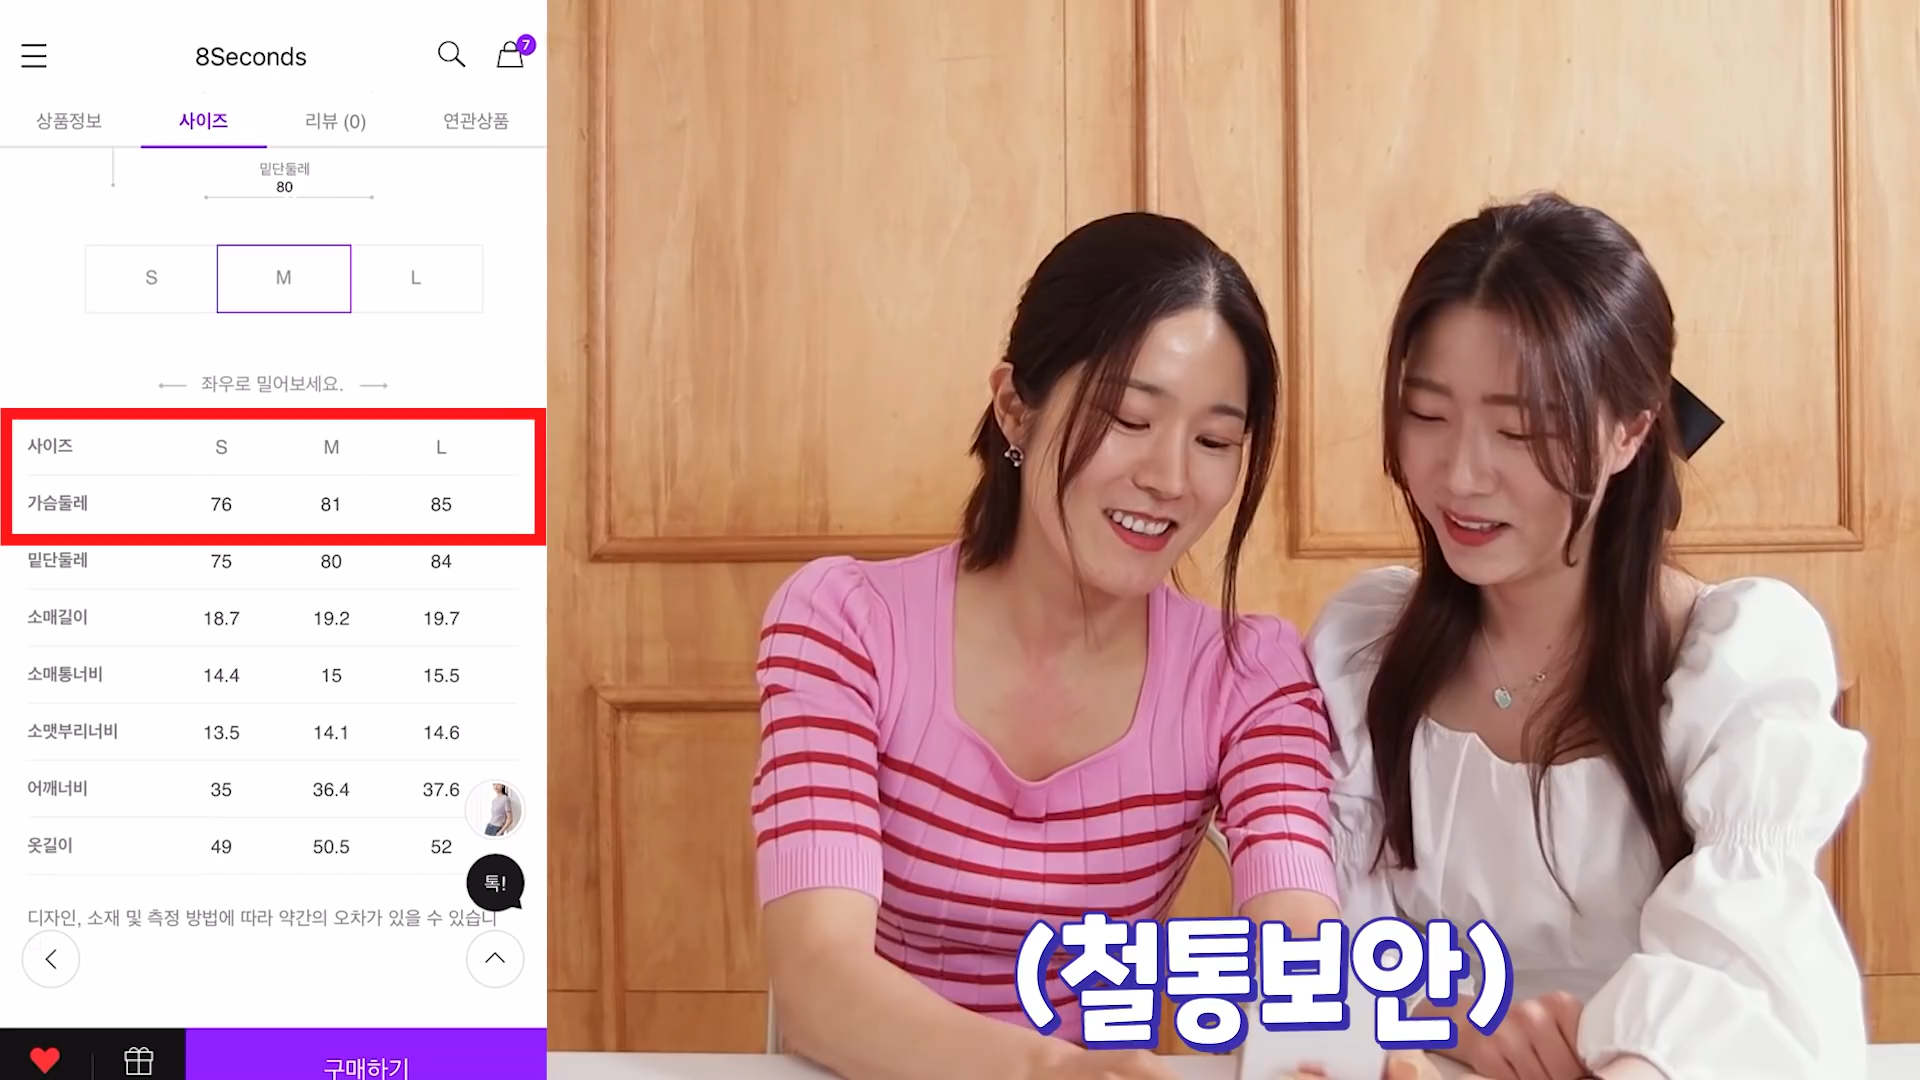 8Seconds
7
상품정보 사이즈 리뷰 (0) 연관상품
밑단둘레
80
S M L
좌우로 밀어보세요.
사이즈 S M L
가슴둘레 76 81 85
밑단둘레 75 80 84
소매길이 18.7 19.2 19.7
소매통너비 14.4 15 15.5
소맷부리너비 13.5 14.1 14.6
어깨너비 35 36.4 37.6
옷길이 49 50.5 52
톡!
디자인, 소재 및 측정 방법에 따라 약간의 오차가 있을 수 있습니
구매하기
(철통보안)